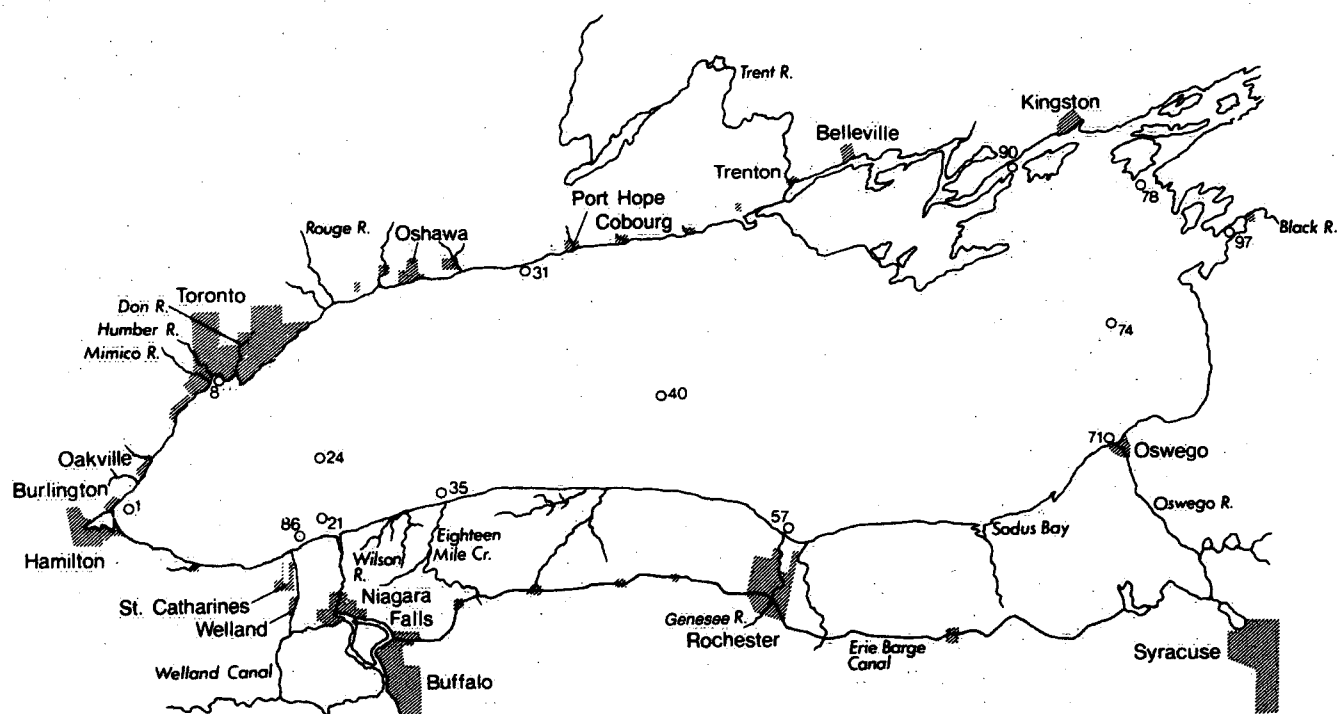 Trent R.
Kingston
Belleville
90
Trenton
78
Port Hope
Cobourg
Rouge R.
Oshawa
97
Black R.
31
Toronto
Don R.
Humber R.
Mimico R.
74
8
40
71
Oswego
Oakville
24
Burlington
35
1
Oswego R.
86
21
57
Sodus Bay
Hamilton
Wilson
R.
Eighteen
Mile Cr.
St. Catharines
Niagara
Falls
Welland
Genesee R.
Rochester
Erie Barge
Canal
Syracuse
Welland Canal
Buffalo